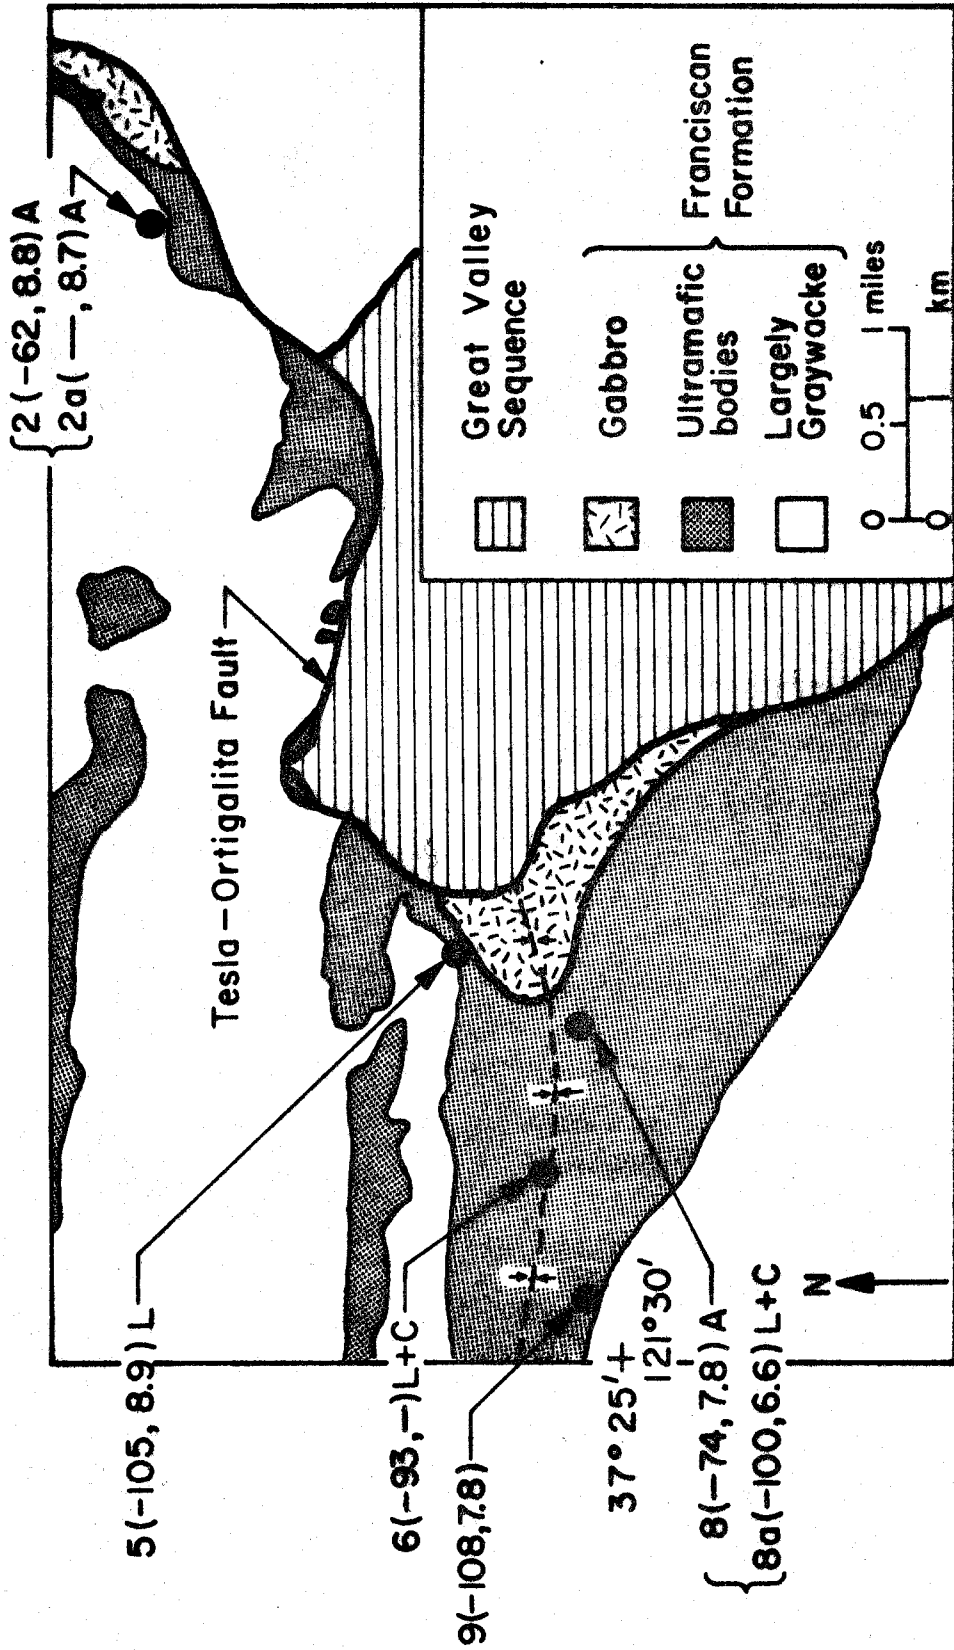 2 (-62, 8.8) A
2a( — , 8.7) A
Tesla-Ortigalita Fault
5(-105, 8.9) L
6(-93,-)L+C
9(-108,7.8)
37° 25'+
121°30'
8(-74, 7.8) A
8a(-100,6.6)L+C
N
Great Valley
Sequence
Gabbro
Ultramafic
bodies
Largely
Graywacke
Franciscan
Formation
0 0.5 1 miles
0 1 km